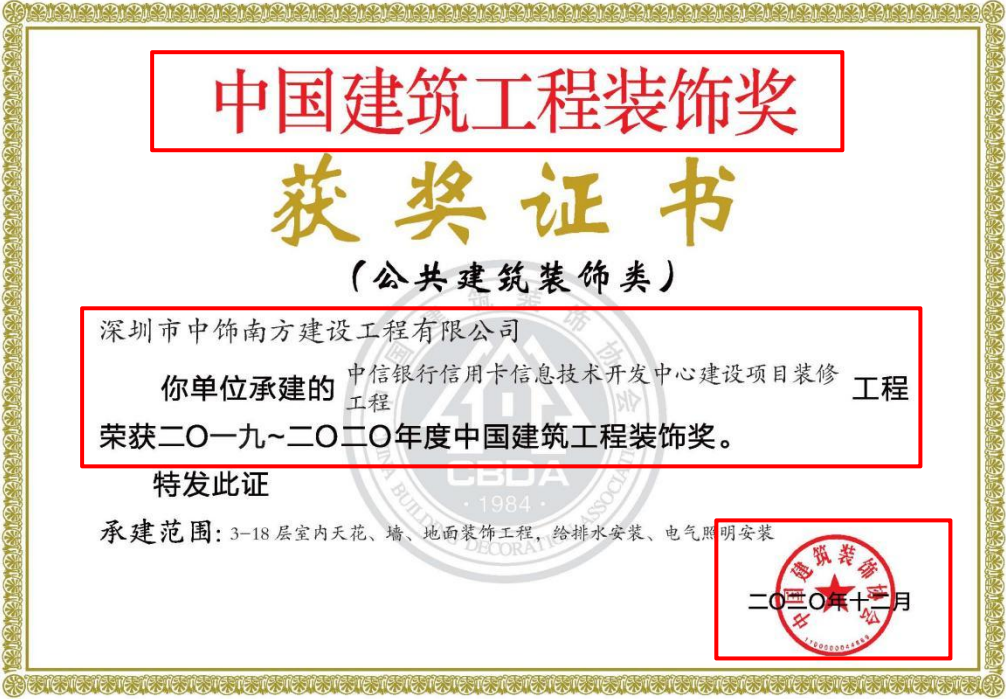 中国建筑工程装饰奖
获奖证书
(公共建筑装饰类)
深圳市中饰南方建设工程有限公司
你单位承建的 中信银行信用卡信息技术开发中心建设项目装修工程 工程
荣获二〇一九~二〇二〇年度中国建筑工程装饰奖。
特发此证
承建范围: 3-18 层室内天花、墙、地面装饰工程, 给排水安装、电气照明安装
二〇二〇年十二月
中国建筑装饰协会
CBDA
·1984·